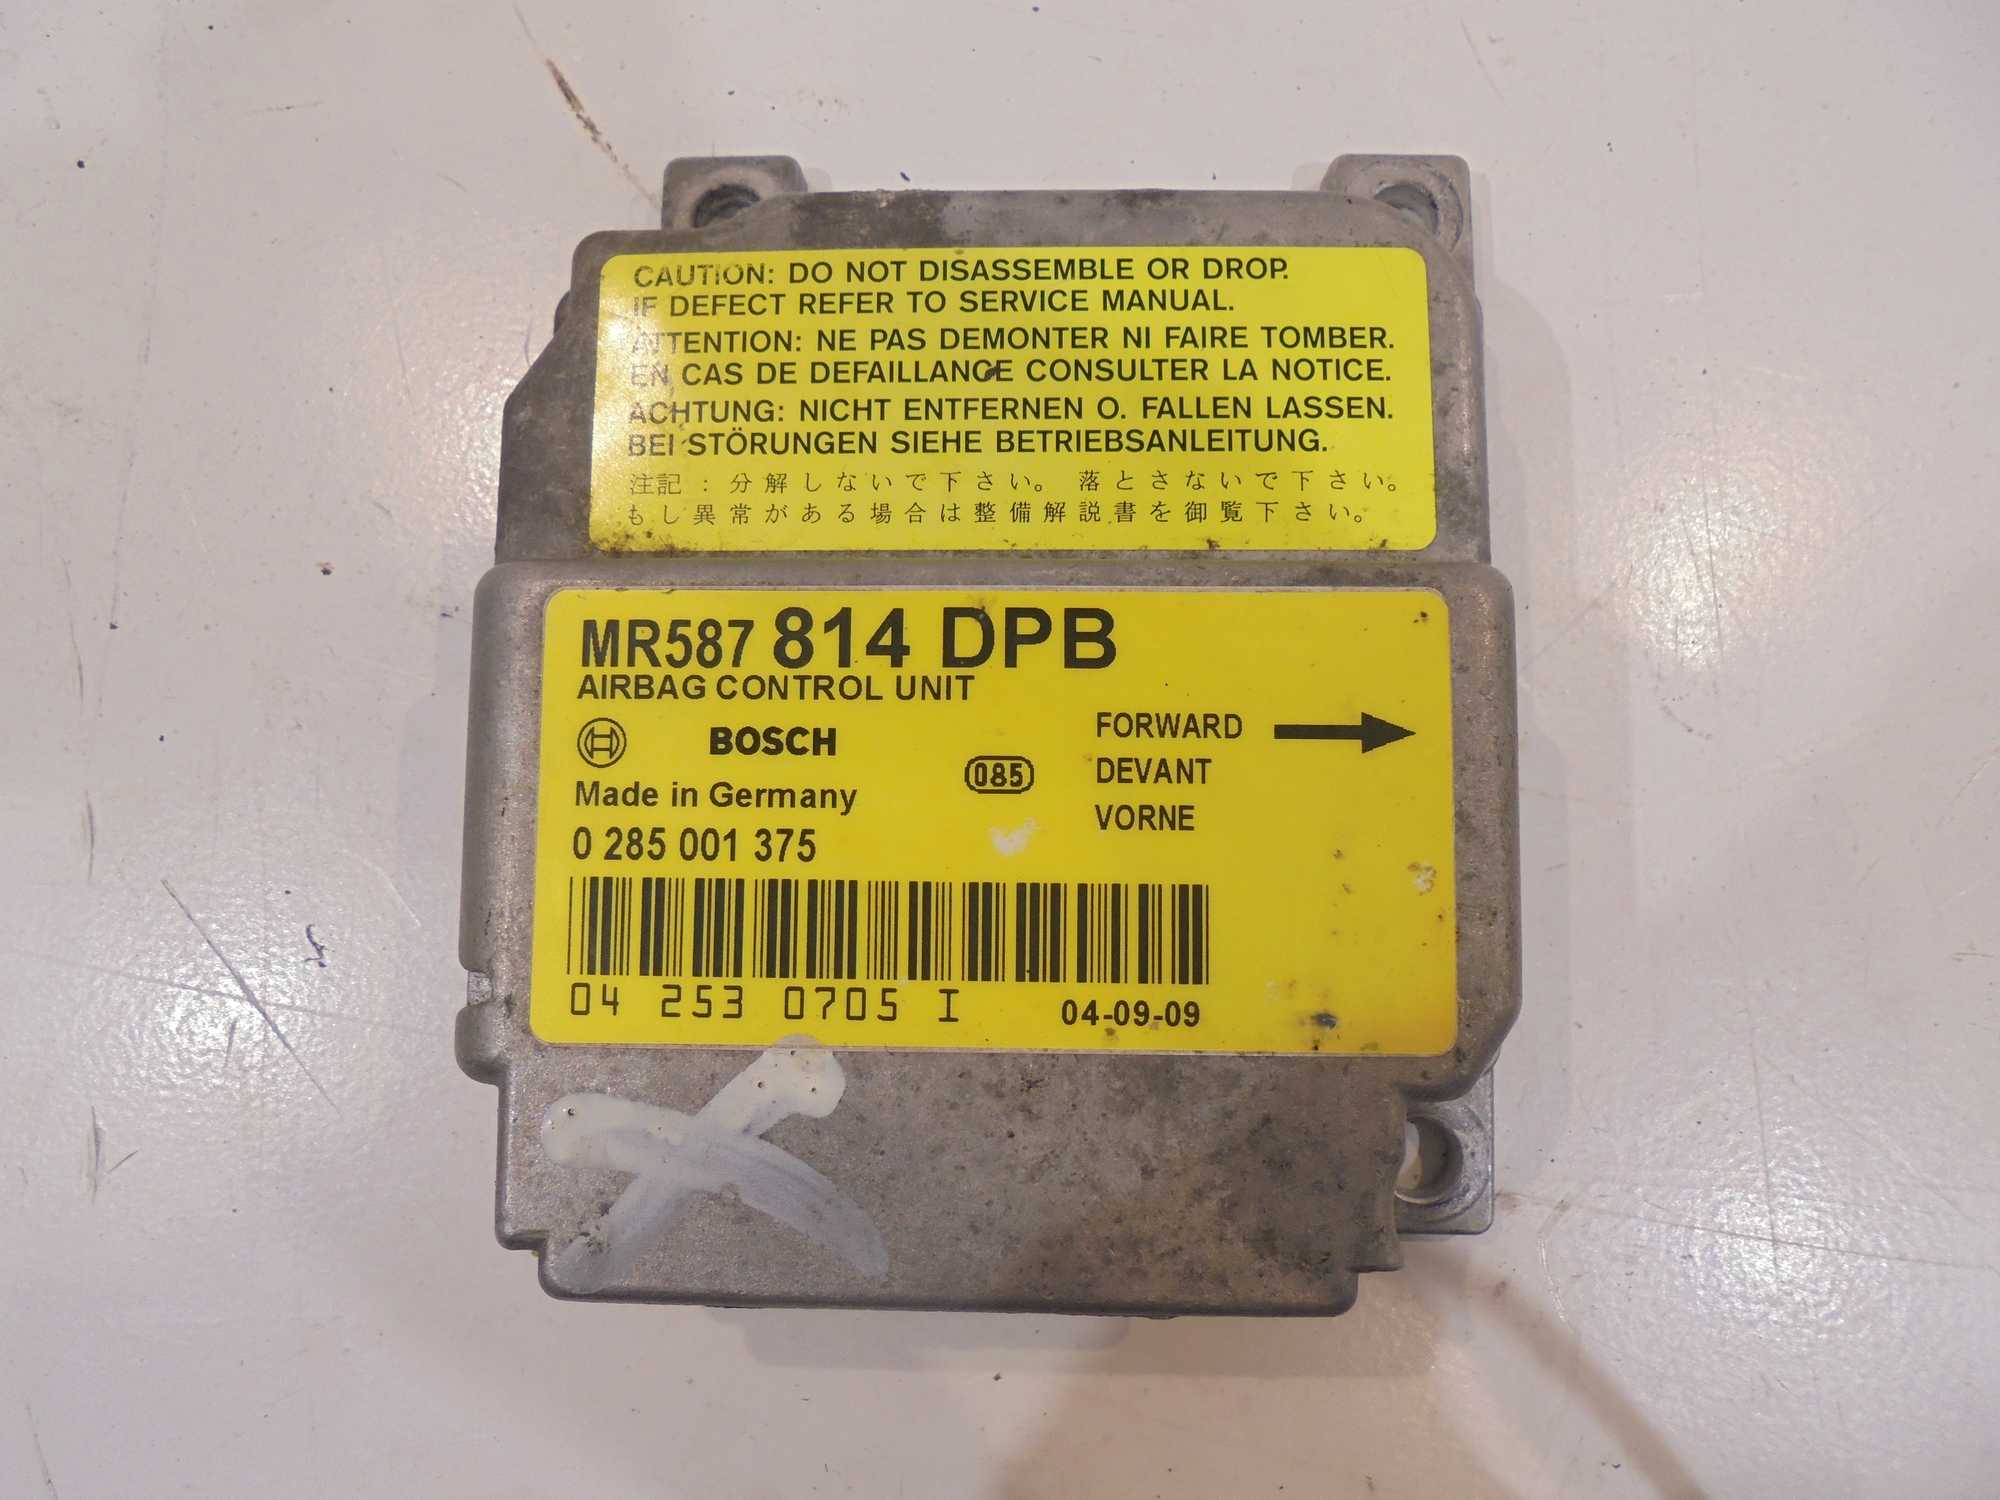 CAUTION: DO NOT DISASSEMBLE OR DROP.
IF DEFECT REFER TO SERVICE MANUAL.
ATTENTION: NE PAS DEMONTER NI FAIRE TOMBER.
EN CAS DE DEFAILLANCE CONSULTER LA NOTICE.
ACHTUNG: NICHT ENTFERNEN O. FALLEN LASSEN.
BEI STÖRUNGEN SIEHE BETRIEBSANLEITUNG.
注記:分解しないで下さい。 落とさないで下さい。
もし異常がある場合は整備解説書を御覧下さい。
MR587 814 DPB
AIRBAG CONTROL UNIT
BOSCH
Made in Germany
0 285 001 375
085
FORWARD
DEVANT
VORNE
04 253 0705 I 04-09-09